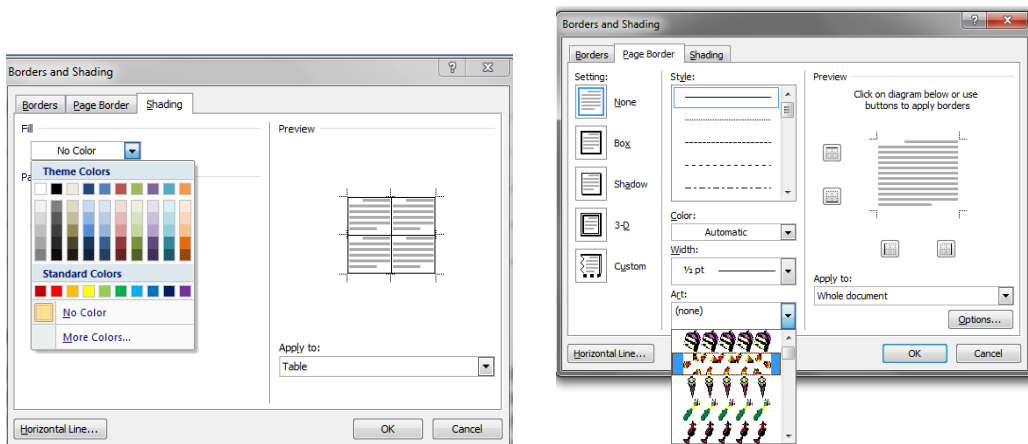 Borders and Shading
Borders Page Border Shading
Fill
No Color
Pa
Theme Colors
Standard Colors
No Color
More Colors...
Preview
Apply to:
Table
Horizontal Line...
OK Cancel
Borders and Shading
Borders Page Border Shading
Setting:
None
Box
Shadow
3-D
Custom
Style:
Color:
Automatic
Width:
½ pt
Art:
(none)
Preview
Click on diagram below or use
buttons to apply borders
Apply to:
Whole document
Options...
Horizontal Line...
OK Cancel